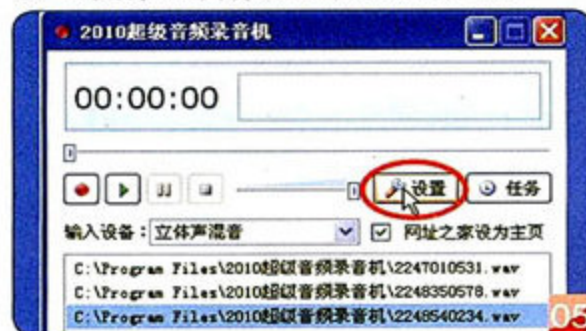 2010超级音频录音机
00:00:00
设置 任务
输入设备：立体声混音 网址之家设为主页
C:\Program Files\2010超级音频录音机\2247010531.wav
C:\Program Files\2010超级音频录音机\2248350578.wav
C:\Program Files\2010超级音频录音机\2248540234.wav
05